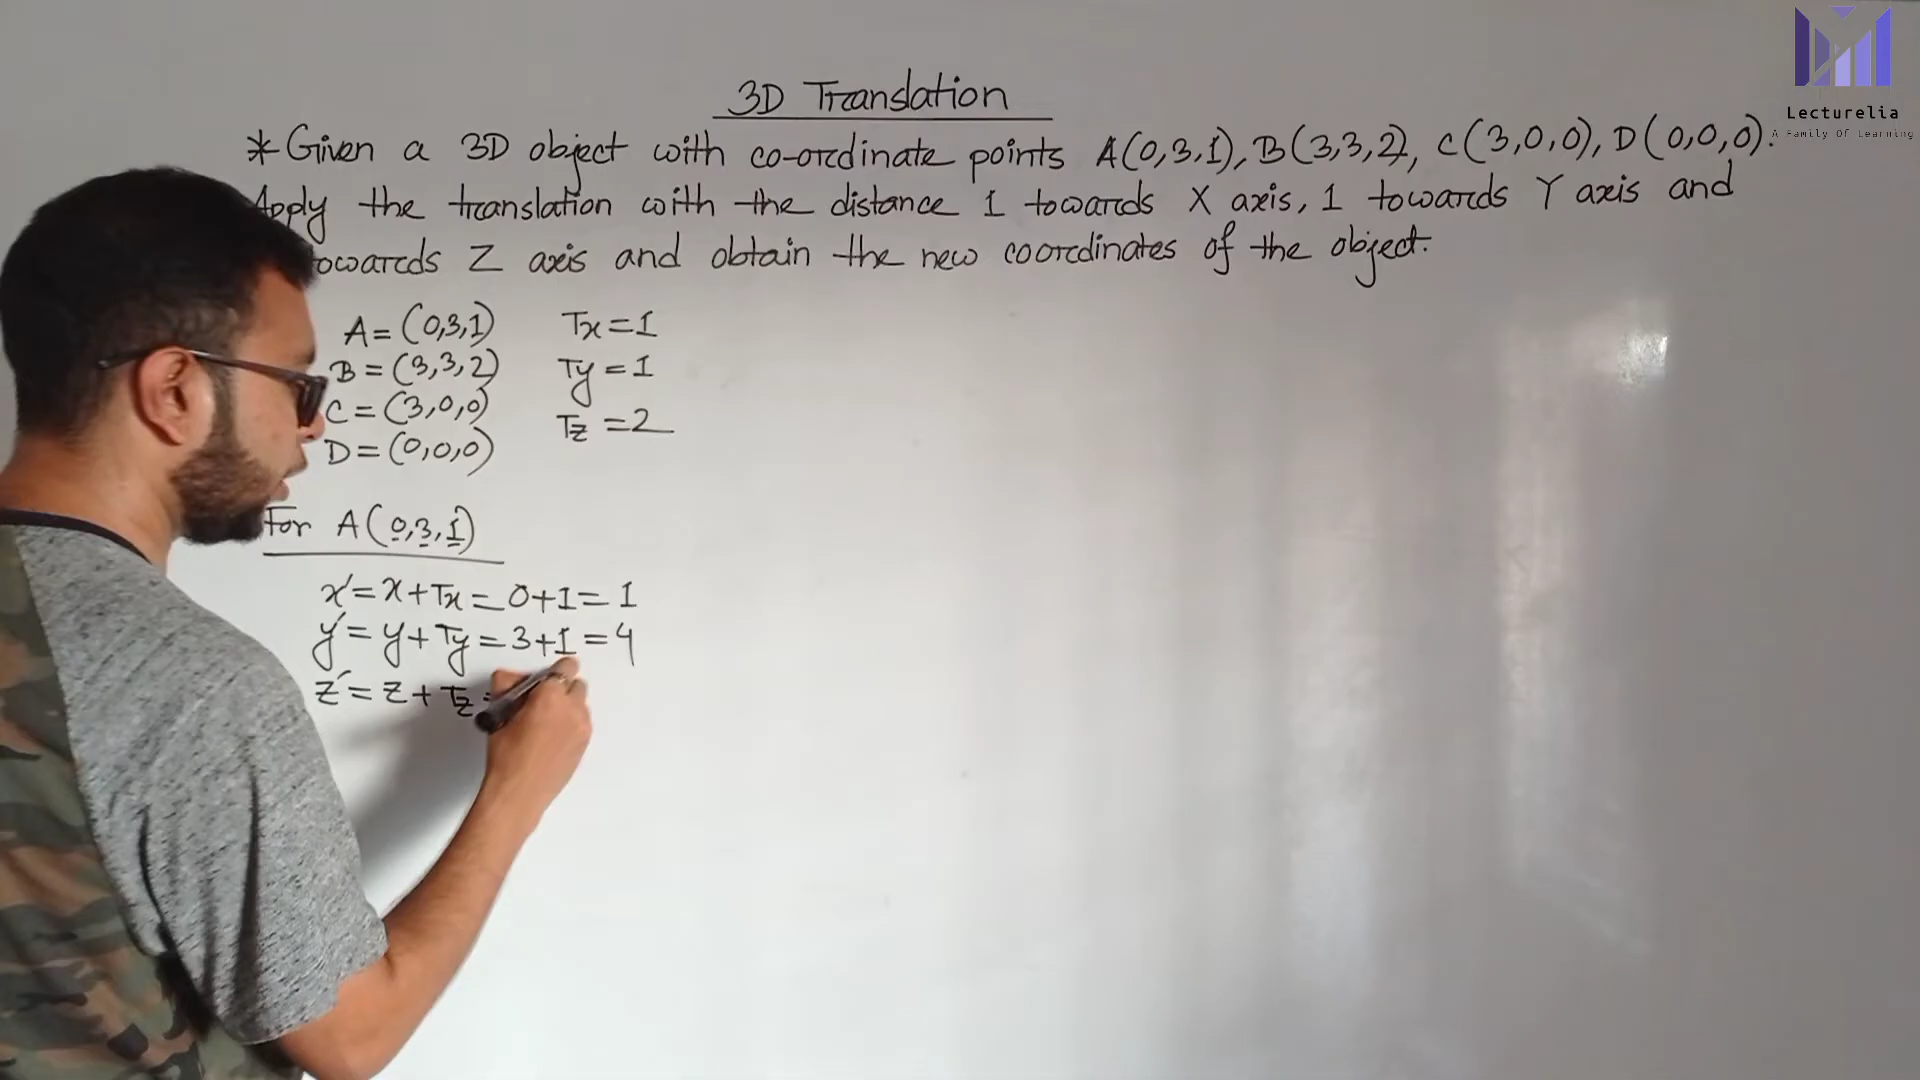 Lecturelia
A Family Of Learning
3D Translation
* Given a 3D object with co-ordinate points A(0,3,1), B(3,3,2), C(3,0,0), D(0,0,0).
Apply the translation with the distance 1 towards X axis, 1 towards Y axis and
towards Z axis and obtain the new coordinates of the object.
A = (0,3,1)
B = (3,3,2)
C = (3,0,0)
D = (0,0,0)
Tx = 1
Ty = 1
Tz = 2
For A(0,3,1)
x' = x + Tx = 0+1 = 1
y' = y + Ty = 3+1 = 4
z' = z + Tz =